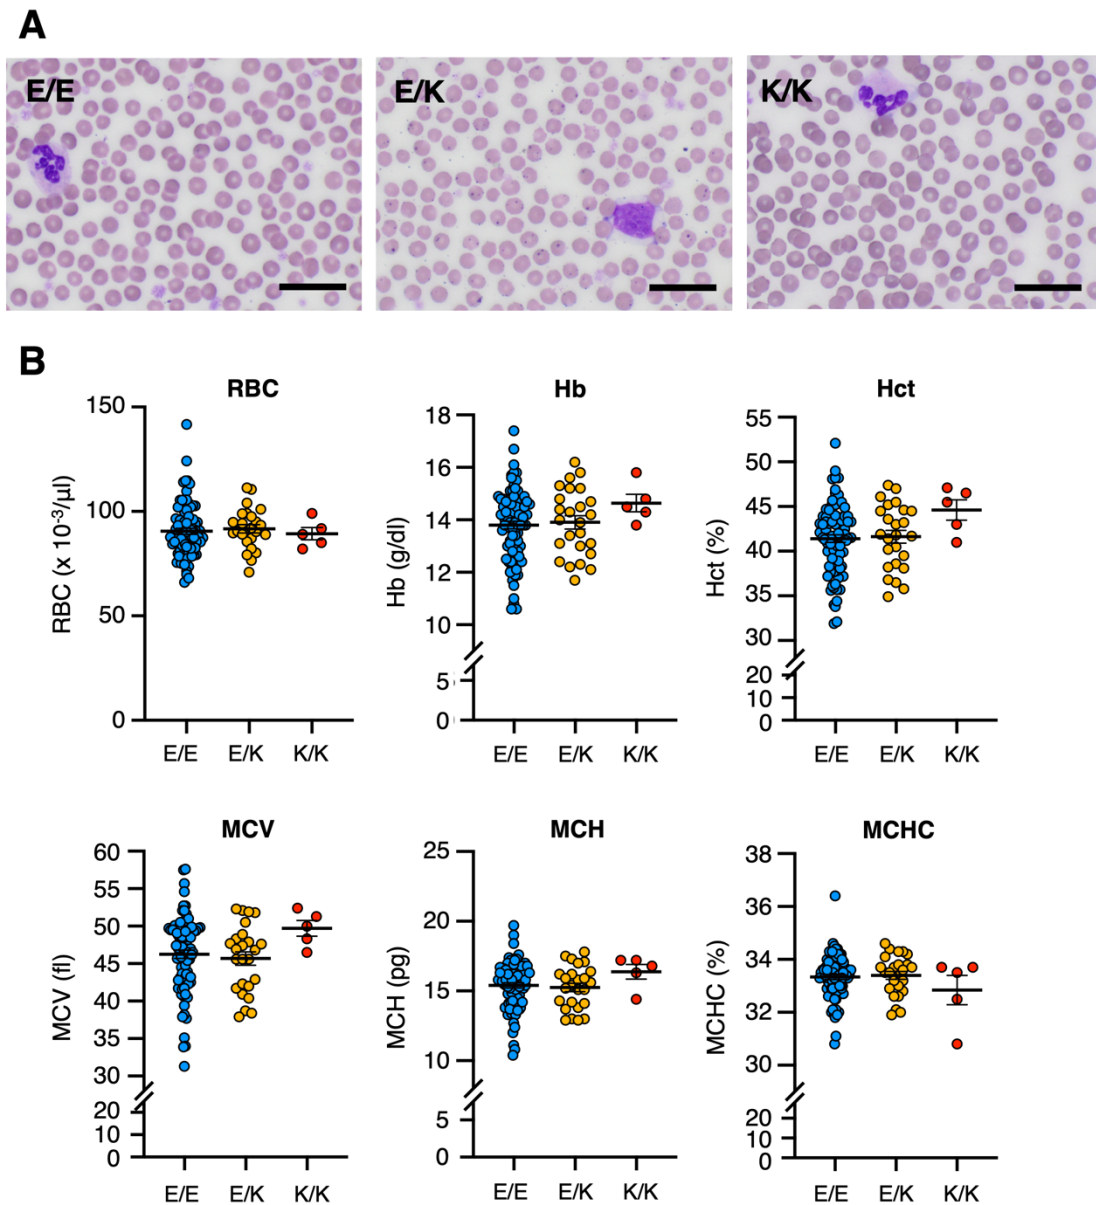 A
E/E E/K K/K
B
RBC
RBC (x 10⁻³/µl)
150
100
50
0
E/E E/K K/K
Hb
Hb (g/dl)
18
16
14
12
10
5
0
E/E E/K K/K
Hct
Hct (%)
55
50
45
40
35
30
20
10
0
E/E E/K K/K
MCV
MCV (fl)
60
55
50
45
40
35
30
20
10
0
E/E E/K K/K
MCH
MCH (pg)
25
20
15
10
5
0
E/E E/K K/K
MCHC
MCHC (%)
38
36
34
32
30
20
10
0
E/E E/K K/K